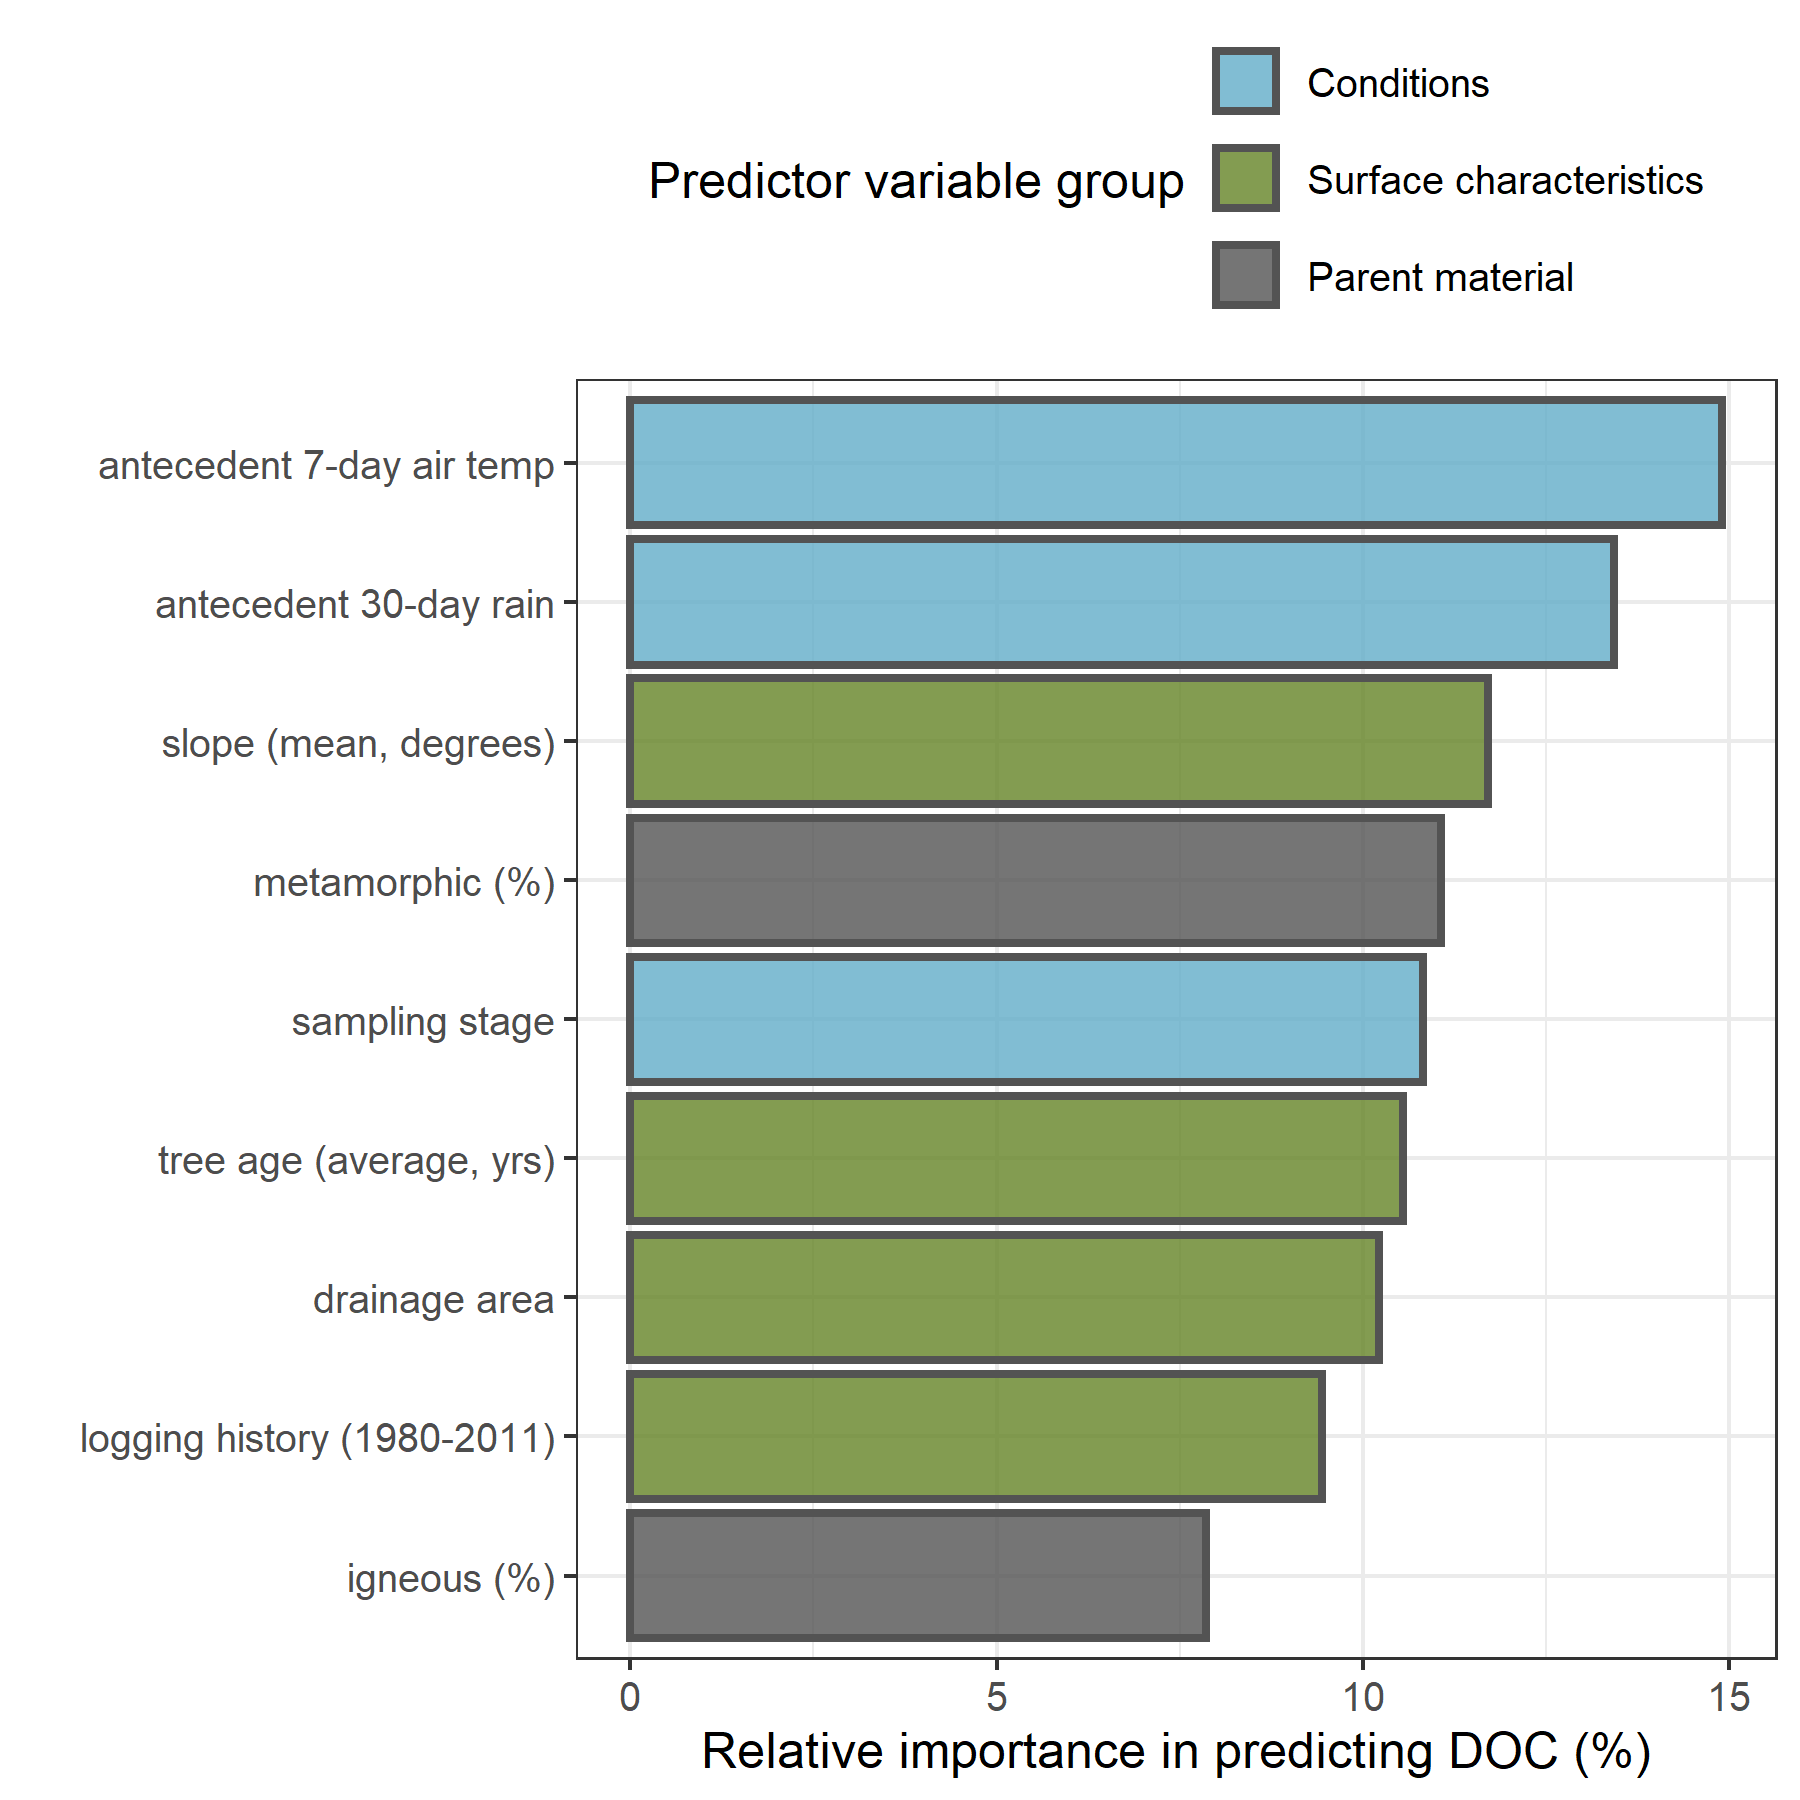 Conditions
Predictor variable group
Surface characteristics
Parent material
antecedent 7-day air temp
antecedent 30-day rain
slope (mean, degrees)
metamorphic (%)
sampling stage
tree age (average, yrs)
drainage area
logging history (1980-2011)
igneous (%)
0 5 10 15
Relative importance in predicting DOC (%)